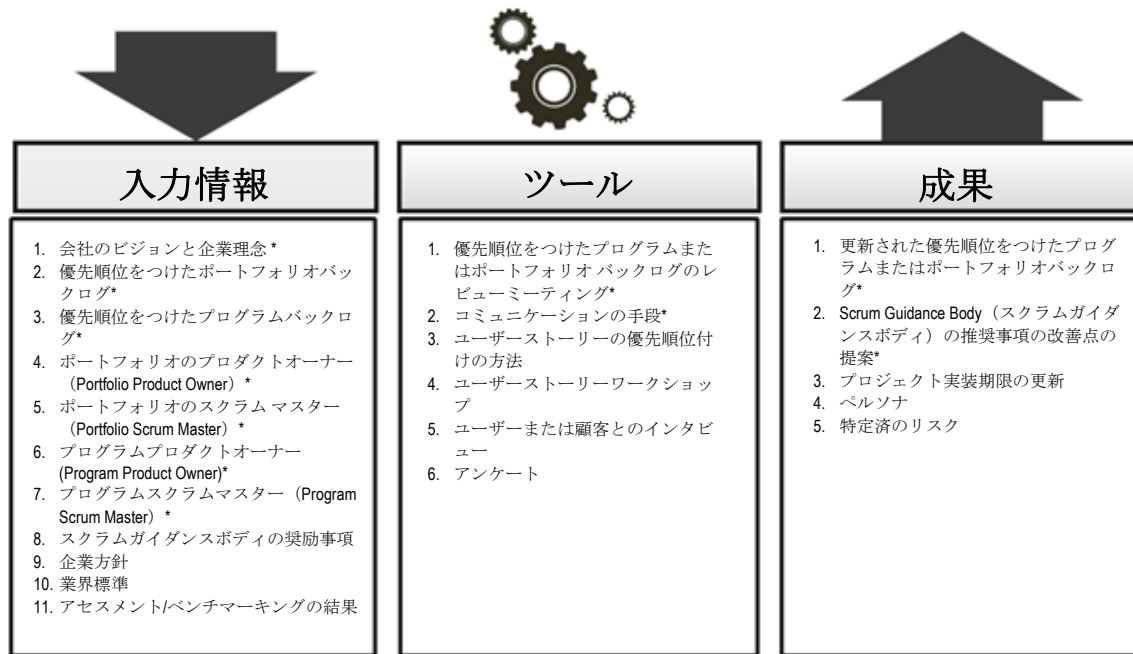 入力情報
1. 会社のビジョンと企業理念 *
2. 優先順位をつけたポートフォリオバッ
クログ*
3. 優先順位をつけたプログラムバックロ
グ*
4. ポートフォリオのプロダクトオーナー
（Portfolio Product Owner）*
5. ポートフォリオのスクラム マスター
（Portfolio Scrum Master）*
6. プログラムプロダクトオーナー
(Program Product Owner)*
7. プログラムスクラムマスター（Program
Scrum Master）*
8. スクラムガイダンスボディの奨励事項
9. 企業方針
10. 業界標準
11. アセスメント/ベンチマーキングの結果
ツール
1. 優先順位をつけたプログラムまた
はポートフォリオ バックログのレ
ビューミーティング*
2. コミュニケーションの手段*
3. ユーザーストーリーの優先順位付
けの方法
4. ユーザーストーリーワークショッ
プ
5. ユーザーまたは顧客とのインタビ
ュー
6. アンケート
成果
1. 更新された優先順位をつけたプログ
ラムまたはポートフォリオバックロ
グ*
2. Scrum Guidance Body（スクラムガイダ
ンスボディ）の推奨事項の改善点の
提案*
3. プロジェクト実装期限の更新
4. ペルソナ
5. 特定済のリスク